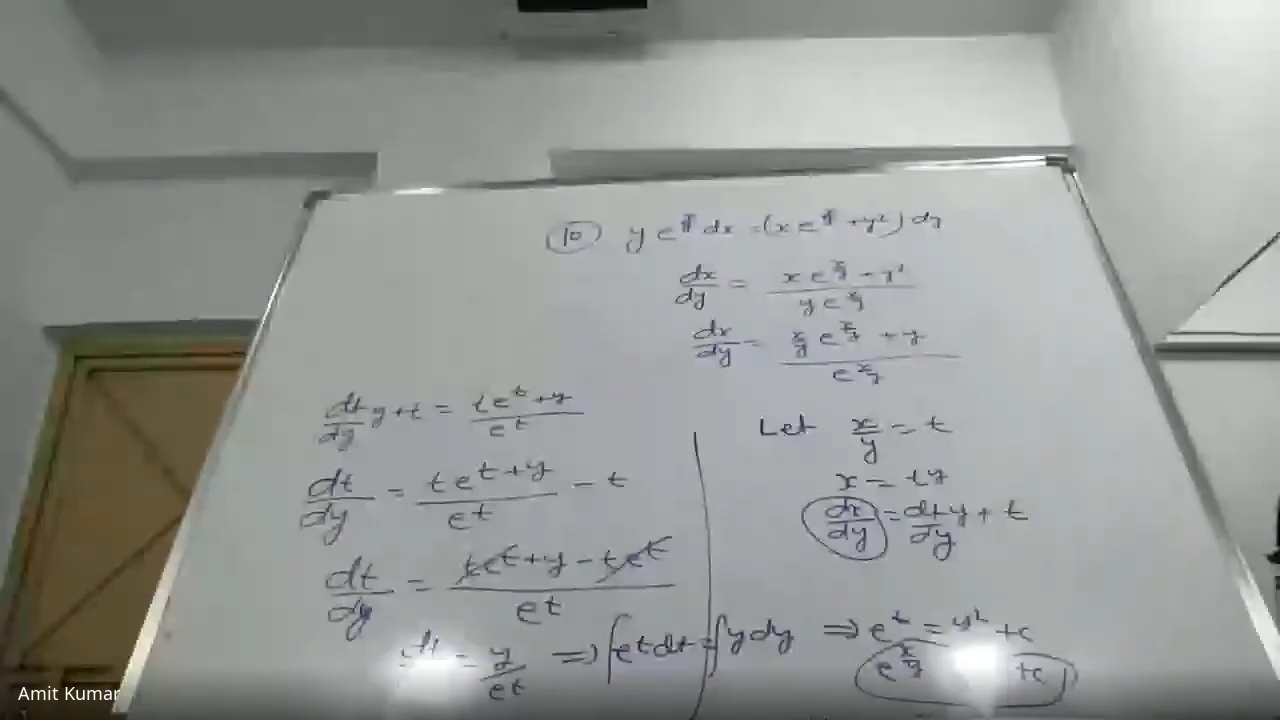 (10) y e^{x/y} dx = (x e^{x/y} + y²) dy
dx/dy = (x e^{x/y} + y²) / (y e^{x/y})
dx/dy = (x/y e^{x/y} + y) / e^{x/y}
Let x/y = t
x = ty
dx/dy = dt/dy y + t
dt/dy y + t = (te^t + y) / e^t
dt/dy = (te^t + y) / e^t - t
dt/dy = (te^t + y - te^t) / e^t
dt = y/e^t ⇒ ∫e^t dt = ∫y dy ⇒ e^t = y² + c
e^{x/y} + c
Amit Kumar